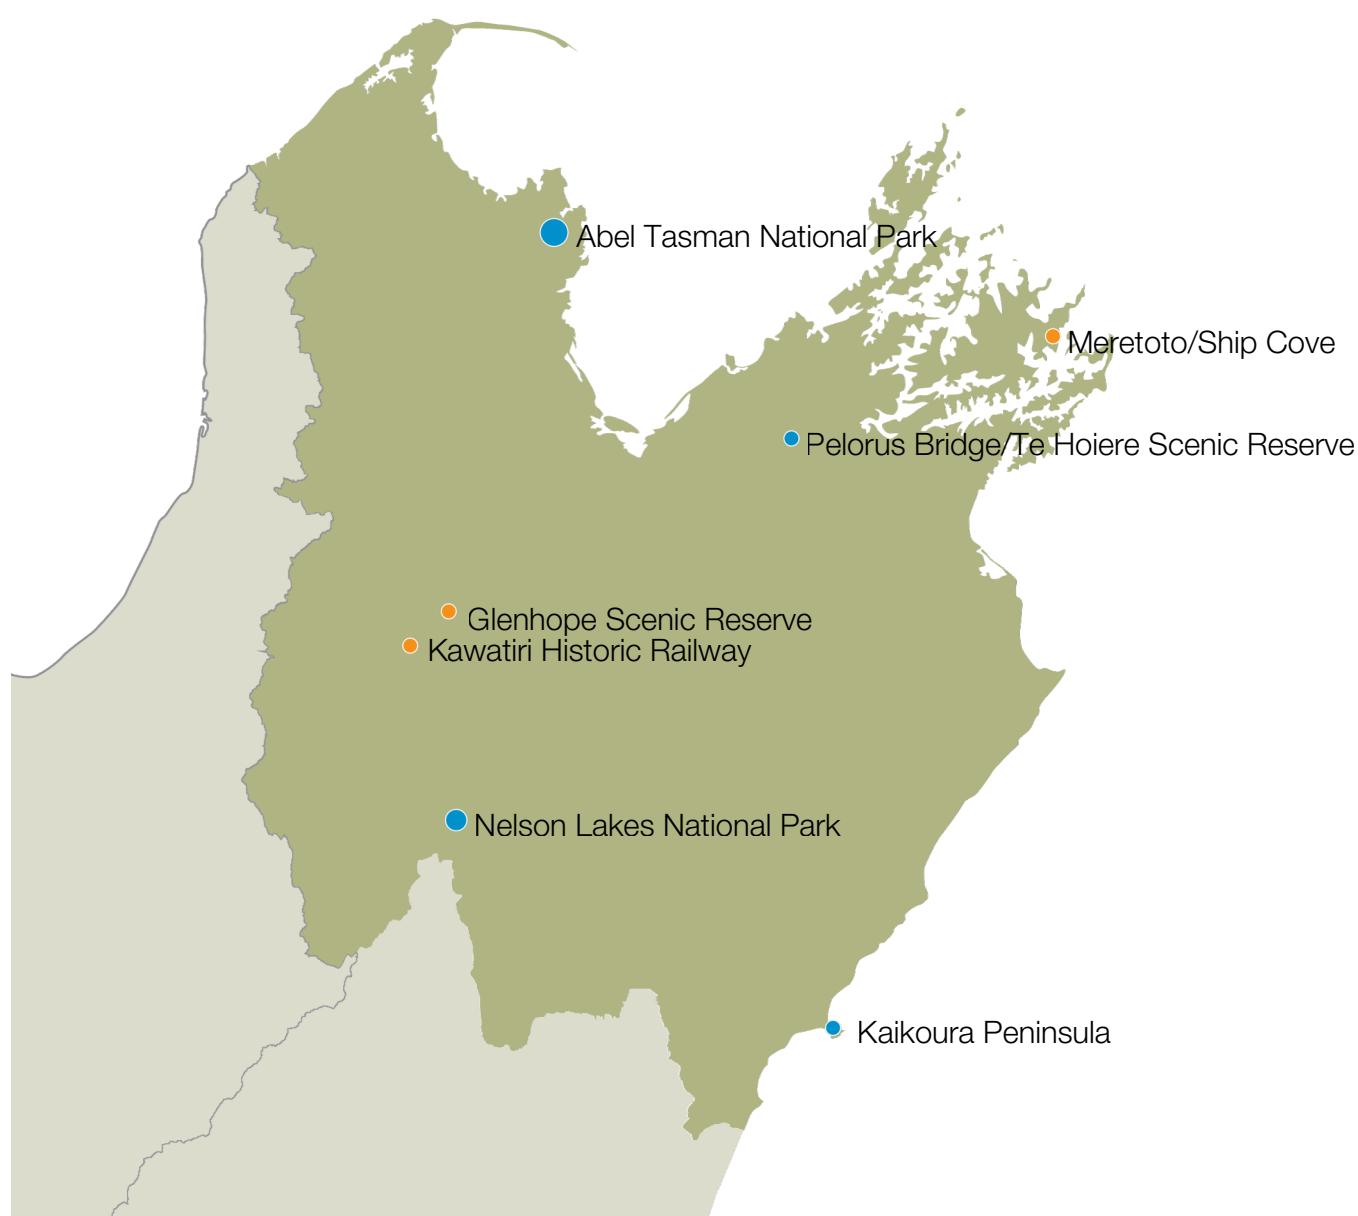 Abel Tasman National Park
Meretoto/Ship Cove
Pelorus Bridge/Te Hoiere Scenic Reserve
Glenhope Scenic Reserve
Kawatiri Historic Railway
Nelson Lakes National Park
Kaikoura Peninsula